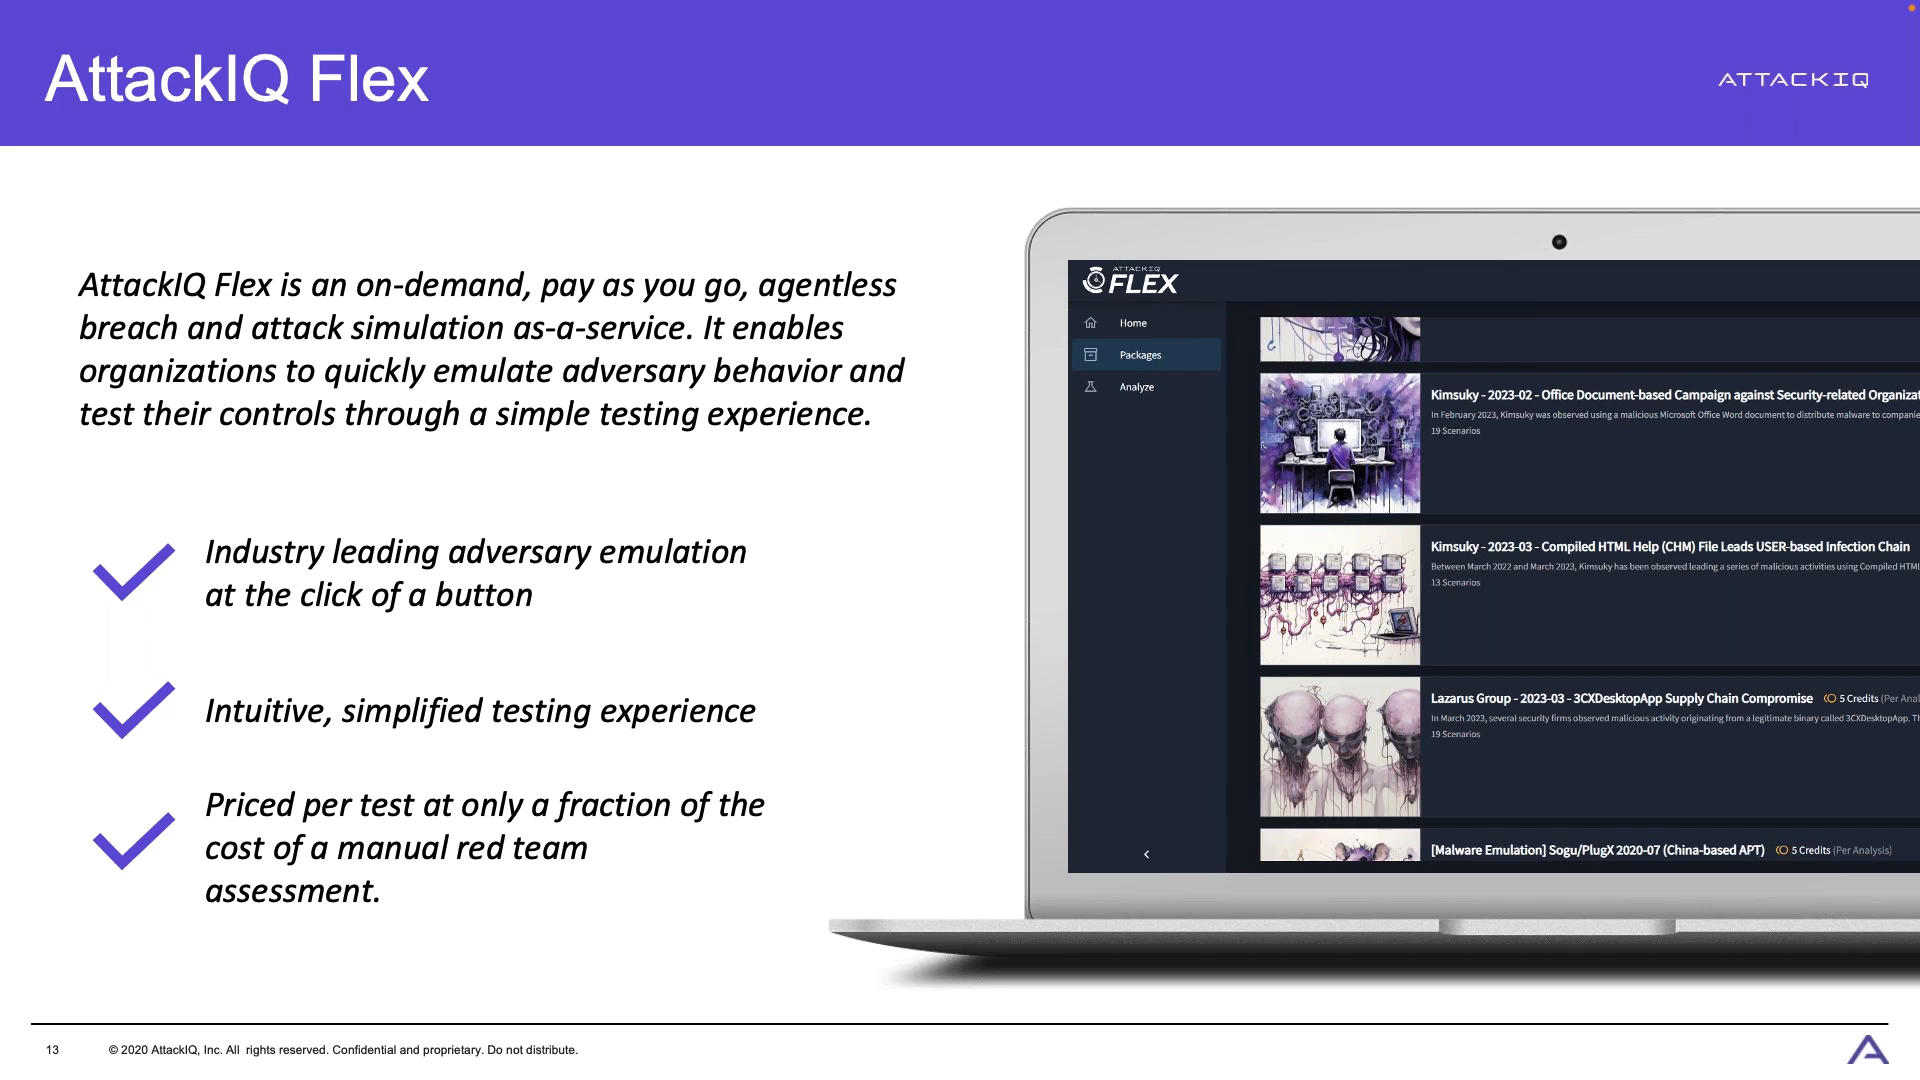 AttackIQ Flex
ATTACKIQ
AttackIQ Flex is an on-demand, pay as you go, agentless
breach and attack simulation as-a-service. It enables
organizations to quickly emulate adversary behavior and
test their controls through a simple testing experience.
Industry leading adversary emulation
at the click of a button
Intuitive, simplified testing experience
Priced per test at only a fraction of the
cost of a manual red team
assessment.
ATTACKIQ
FLEX
Home
Packages
Analyze
Kimsuky - 2023-02 - Office Document-based Campaign against Security-related
In February 2023, Kimsuky was observed using a malicious Microsoft Office Word document to distribute malware to
19 Scenarios
Kimsuky - 2023-03 - Compiled HTML Help (CHM) File Leads USER-based Infection Chain
Between March 2022 and March 2023, Kimsuky has been observed leading a series of malicious activities using Compiled HTML
13 Scenarios
Lazarus Group - 2023-03 - 3CXDesktopApp Supply Chain Compromise 5 Credits (Per
In March 2023, several security firms observed malicious activity originating from a legitimate binary called 3CXDesktopApp.
19 Scenarios
[Malware Emulation] Sogu/PlugX 2020-07 (China-based APT) 5 Credits (Per Analysis)
13 © 2020 AttackIQ, Inc. All rights reserved. Confidential and proprietary. Do not distribute.